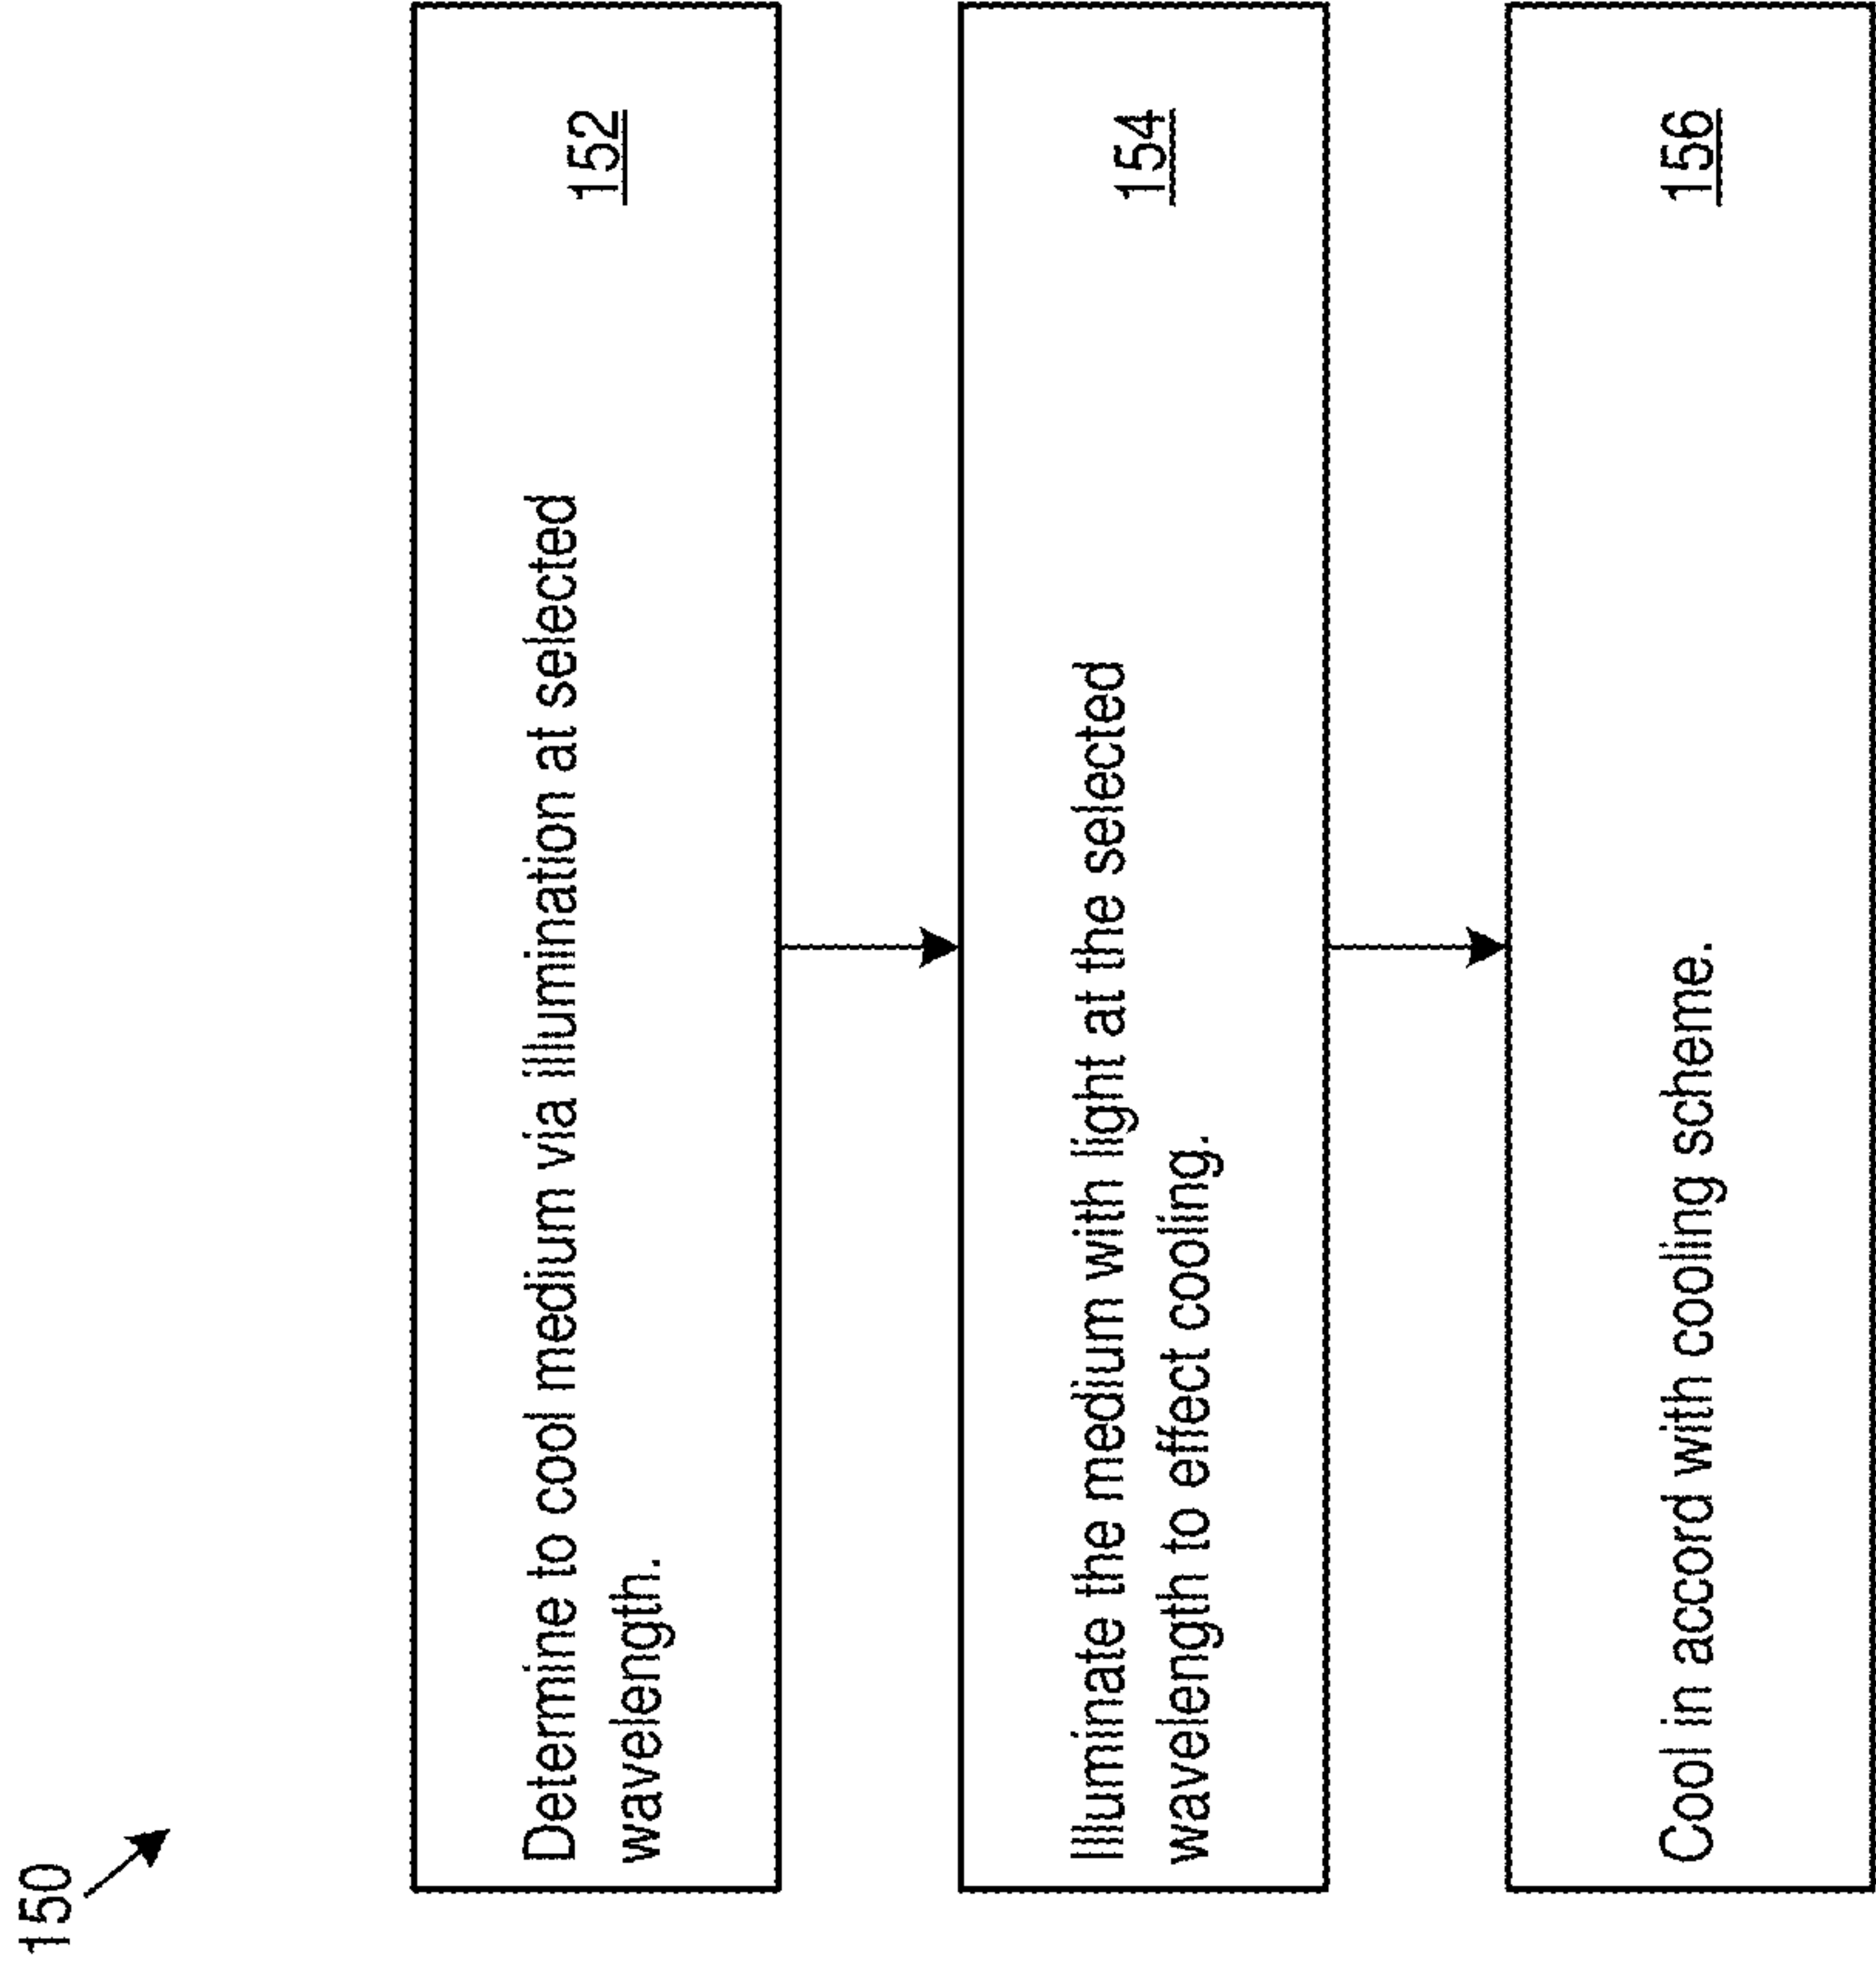 150
Determine to cool medium via illumination at selected
wavelength.
152
Illuminate the medium with light at the selected
wavelength to effect cooling.
154
Cool in accord with cooling scheme.
156